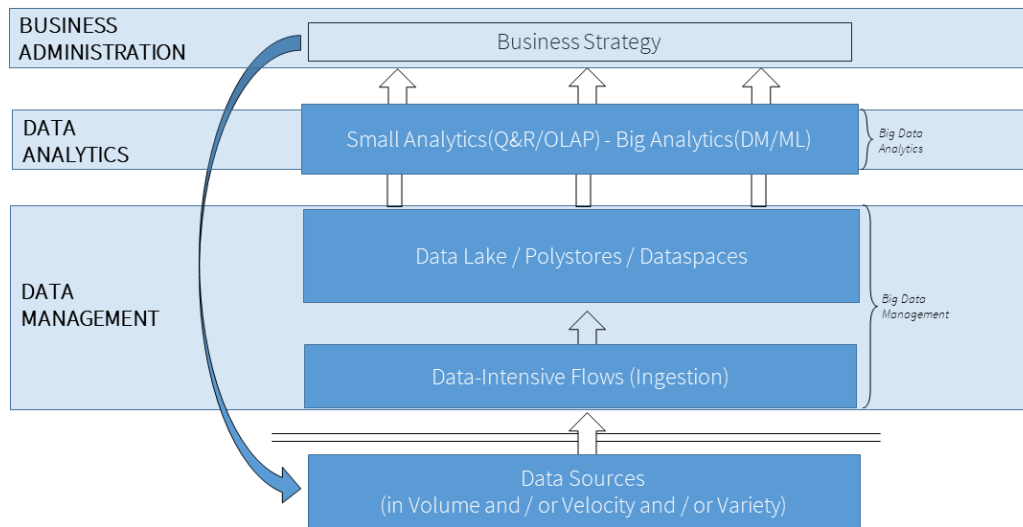 BUSINESS
ADMINISTRATION
Business Strategy
DATA
ANALYTICS
Small Analytics(Q&R/OLAP) - Big Analytics(DM/ML)
Big Data
Analytics
Data Lake / Polystores / Dataspaces
DATA
MANAGEMENT
Big Data
Management
Data-Intensive Flows (Ingestion)
Data Sources
(in Volume and / or Velocity and / or Variety)